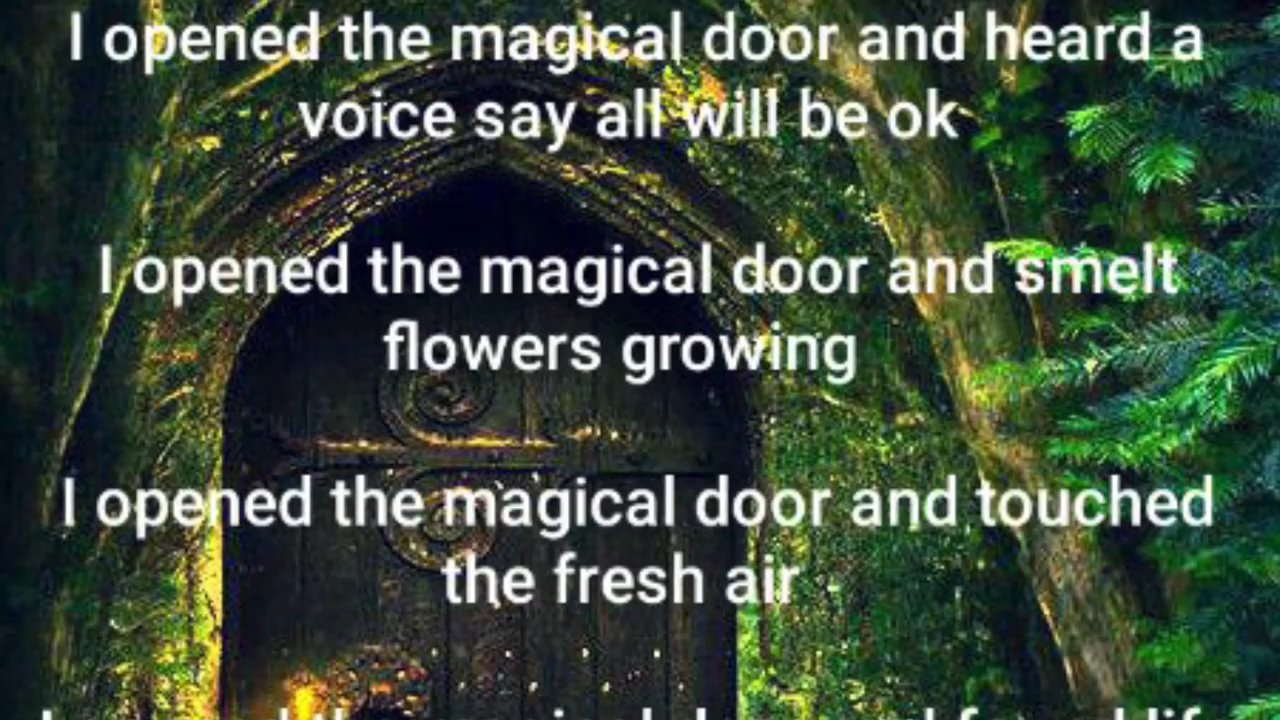 I opened the magical door and heard a
voice say all will be ok
I opened the magical door and smelt
flowers growing
I opened the magical door and touched
the fresh air